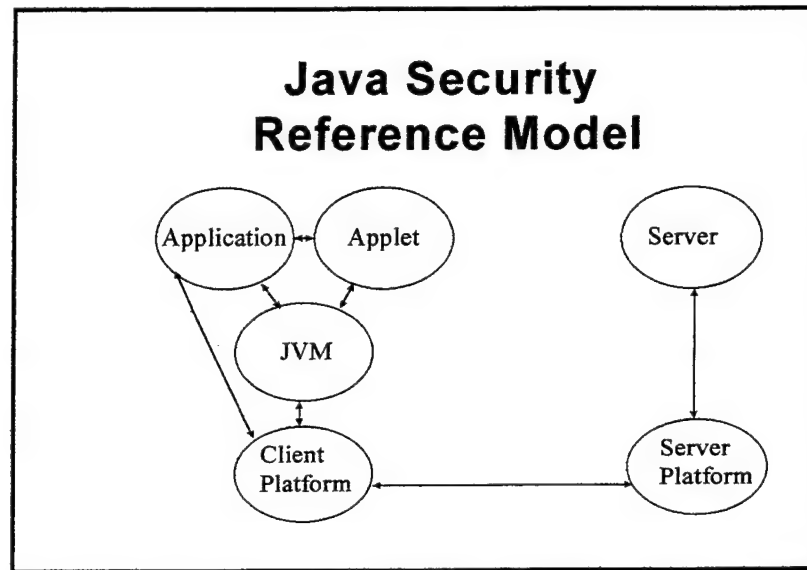 Java Security
Reference Model
Application
Applet
Server
JVM
Client
Platform
Server
Platform